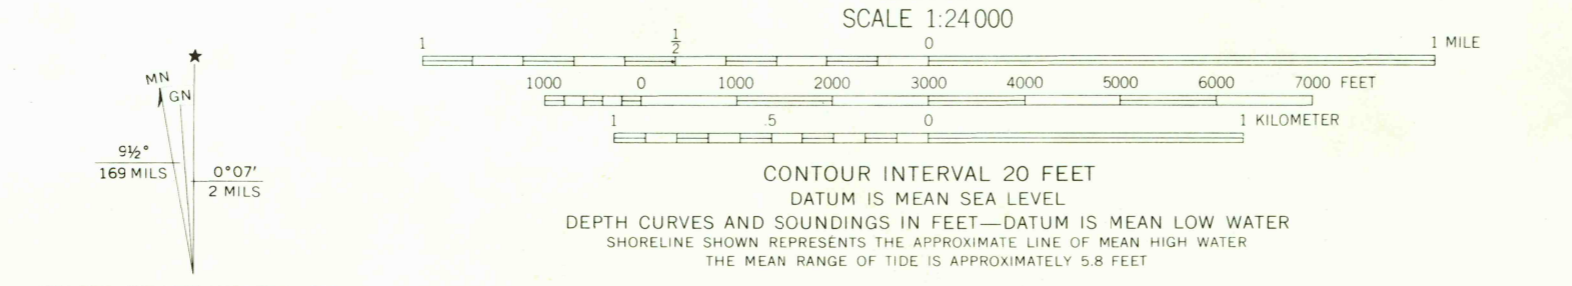 SCALE 1:24 000
1 ½ 0 1 MILE
1000 0 1000 2000 3000 4000 5000 6000 7000 FEET
1 .5 0 1 KILOMETER
CONTOUR INTERVAL 20 FEET
DATUM IS MEAN SEA LEVEL
DEPTH CURVES AND SOUNDINGS IN FEET—DATUM IS MEAN LOW WATER
SHORELINE SHOWN REPRESENTS THE APPROXIMATE LINE OF MEAN HIGH WATER
THE MEAN RANGE OF TIDE IS APPROXIMATELY 5.8 FEET
★
MN
GN
9½°
169 MILS
0°07′
2 MILS